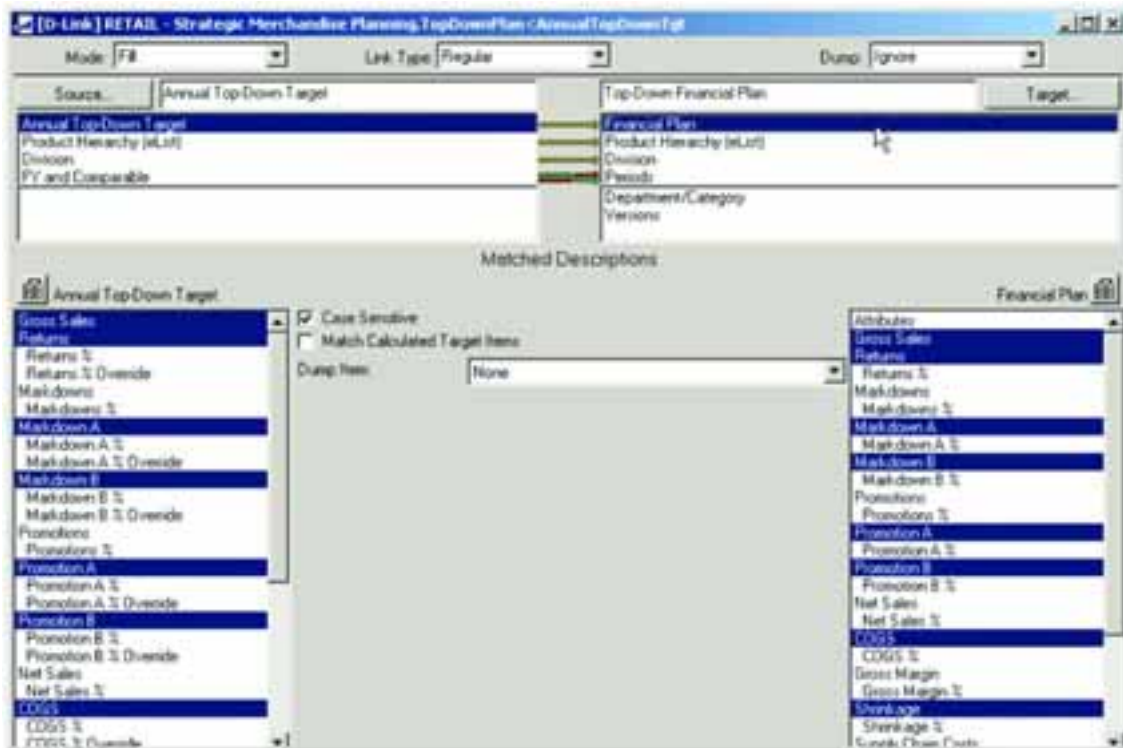 [D-Link] RETAIL - Strategic Merchandise Planning.TopDownPlan <AnnualTopDownTgt
Mode: Fill Link Type: Regular Dump: Ignore
Source... Annual Top-Down Target Top-Down Financial Plan Target...
Annual Top-Down Target Financial Plan
Product Hierarchy (eList) Product Hierarchy (eList)
Division Division
FY and Comparable Periods
Department/Category
Versions
Matched Descriptions
Annual Top-Down Target
Financial Plan
Gross Sales
Returns
Returns %
Returns % Override
Markdowns
Markdowns %
Markdown A
Markdown A %
Markdown A % Override
Markdown B
Markdown B %
Markdown B % Override
Promotions
Promotions %
Promotion A
Promotion A %
Promotion A % Override
Promotion B
Promotion B %
Promotion B % Override
Net Sales
Net Sales %
COGS
COGS %
COGS % Override
Case Sensitive
Match Calculated Target Items
Dump Item: None
Attributes
Gross Sales
Returns
Returns %
Markdowns
Markdowns %
Markdown A
Markdown A %
Markdown B
Markdown B %
Promotions
Promotions %
Promotion A
Promotion A %
Promotion B
Promotion B %
Net Sales
Net Sales %
COGS
COGS %
Gross Margin
Gross Margin %
Shrinkage
Shrinkage %
Supply Chain Costs